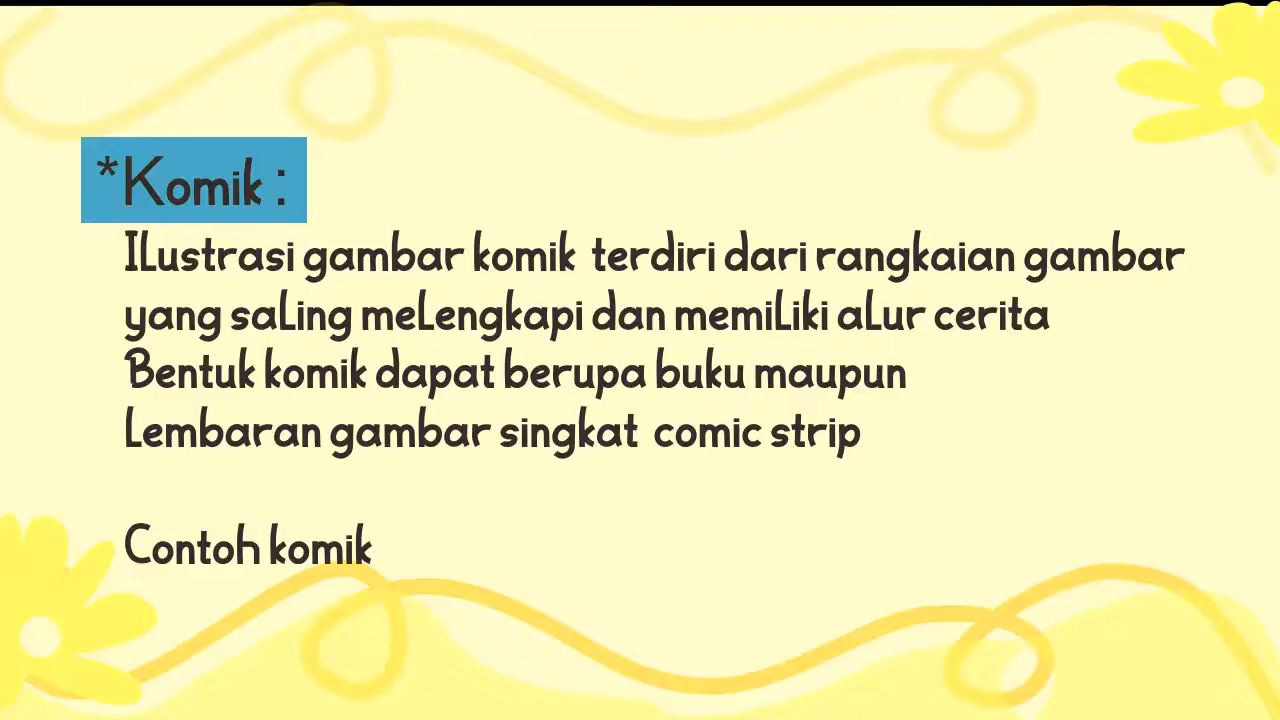 *Komik :
ILustrasi gambar komik terdiri dari rangkaian gambar
yang saLing meLengkapi dan memiLiki aLur cerita
Bentuk komik dapat berupa buku maupun
Lembaran gambar singkat comic strip
Contoh komik